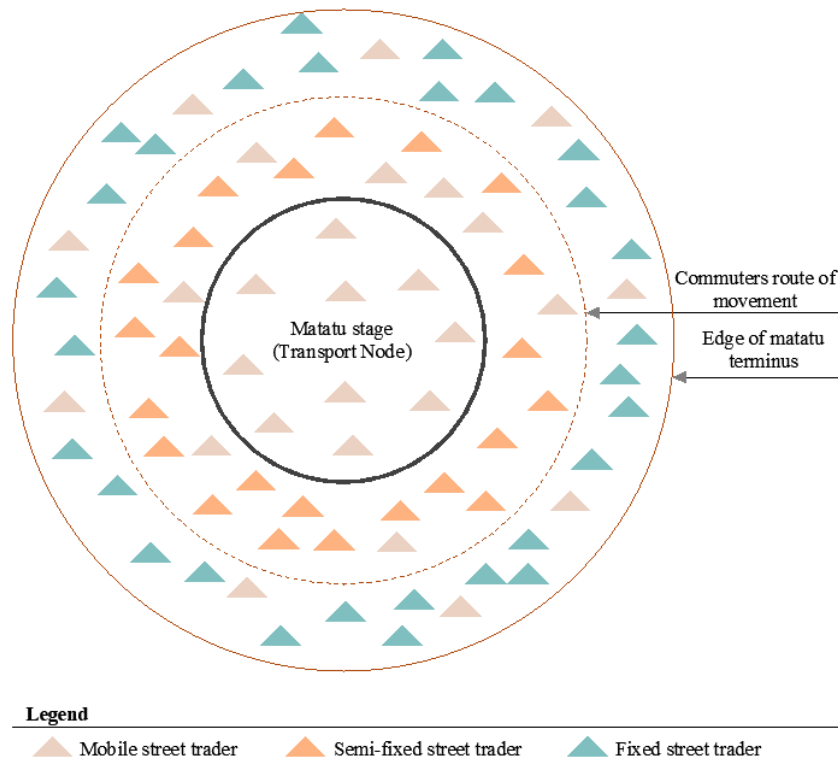 Commuters route of
movement
Matatu stage
(Transport Node)
Edge of matatu
terminus
Legend
Mobile street trader
Semi-fixed street trader
Fixed street trader